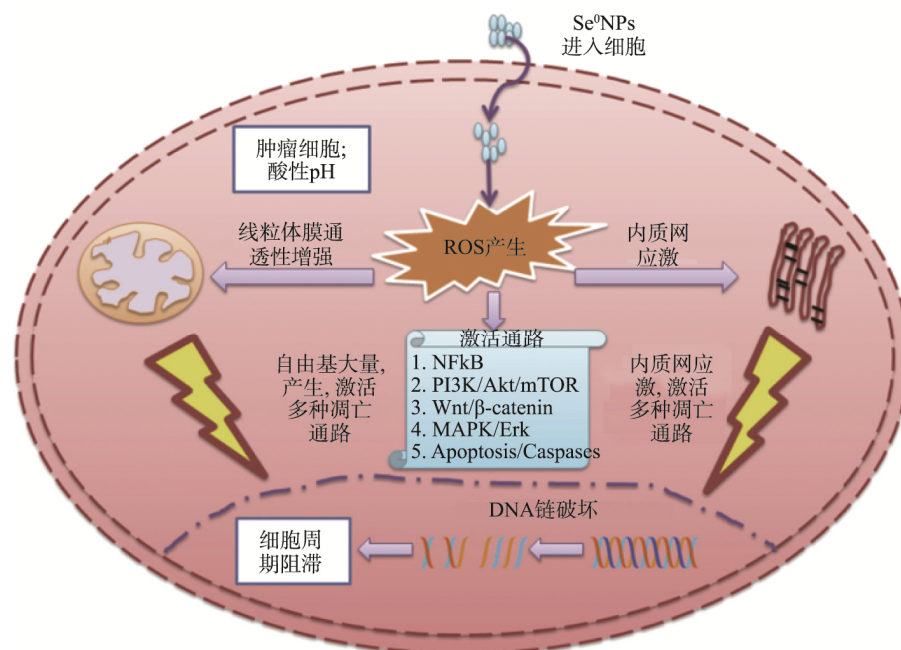 Se⁰NPs
进入细胞
肿瘤细胞;
酸性pH
线粒体膜通
透性增强
ROS产生
内质网
应激
激活通路
1. NFkB
2. PI3K/Akt/mTOR
3. Wnt/β-catenin
4. MAPK/Erk
5. Apoptosis/Caspases
自由基大量,
产生, 激活
多种凋亡
通路
内质网应
激, 激活
多种凋亡
通路
DNA链破坏
细胞周
期阻滞